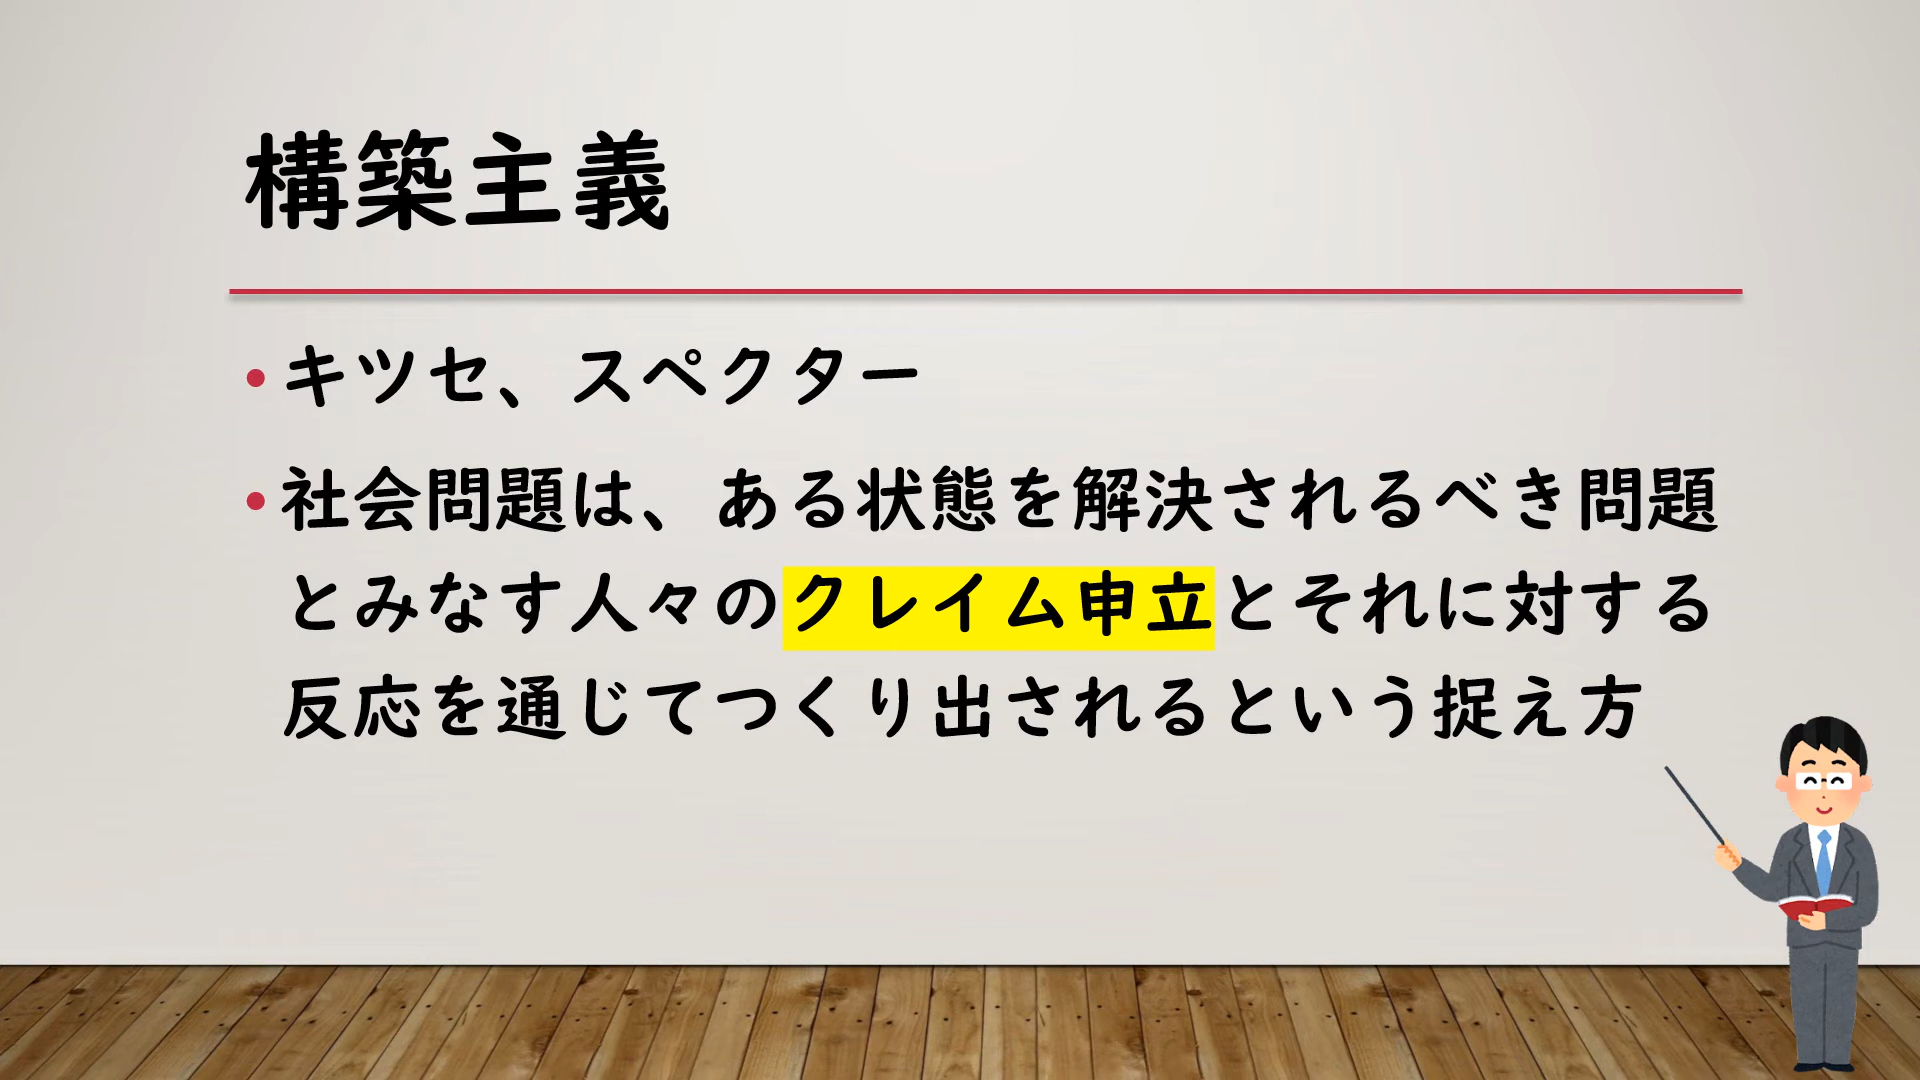 構築主義
•キツセ、スペクター
•社会問題は、ある状態を解決されるべき問題
とみなす人々のクレイム申立とそれに対する
反応を通じてつくり出されるという捉え方